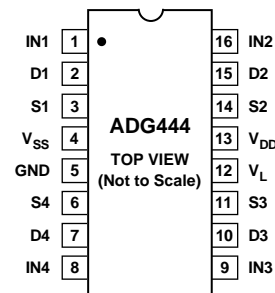 IN1 1 16 IN2
D1 2 15 D2
S1 3 14 S2
ADG444
VSS 4 13 VDD
TOP VIEW
GND 5 12 VL
(Not to Scale)
S4 6 11 S3
D4 7 10 D3
IN4 8 9 IN3